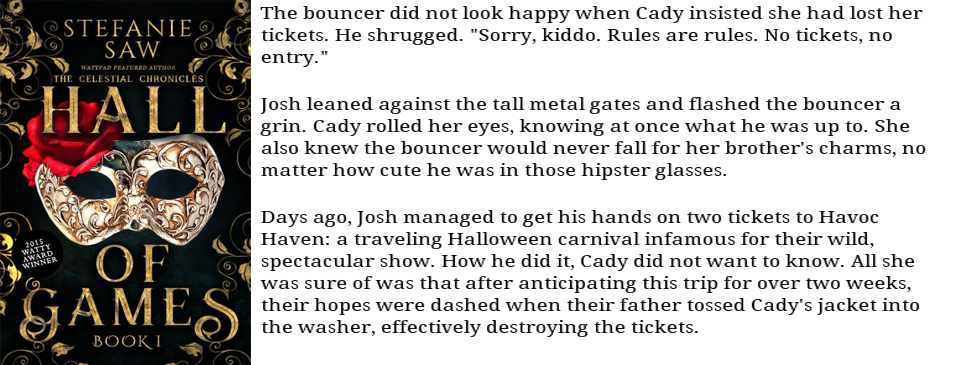 STEFANIE
SAW
WATTPAD FEATURED AUTHOR
THE CELESTIAL CHRONICLES
HALL
2015
WATTY
AWARD
WINNER
OF
GAMES
BOOK I
The bouncer did not look happy when Cady insisted she had lost her
tickets. He shrugged. "Sorry, kiddo. Rules are rules. No tickets, no
entry."
Josh leaned against the tall metal gates and flashed the bouncer a
grin. Cady rolled her eyes, knowing at once what he was up to. She
also knew the bouncer would never fall for her brother's charms, no
matter how cute he was in those hipster glasses.
Days ago, Josh managed to get his hands on two tickets to Havoc
Haven: a traveling Halloween carnival infamous for their wild,
spectacular show. How he did it, Cady did not want to know. All she
was sure of was that after anticipating this trip for over two weeks,
their hopes were dashed when their father tossed Cady's jacket into
the washer, effectively destroying the tickets.